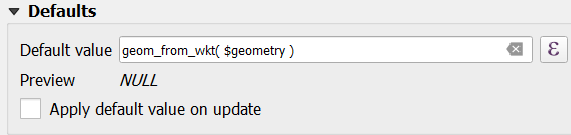 Defaults
Default value geom_from_wkt( $geometry ) ε
Preview NULL
Apply default value on update